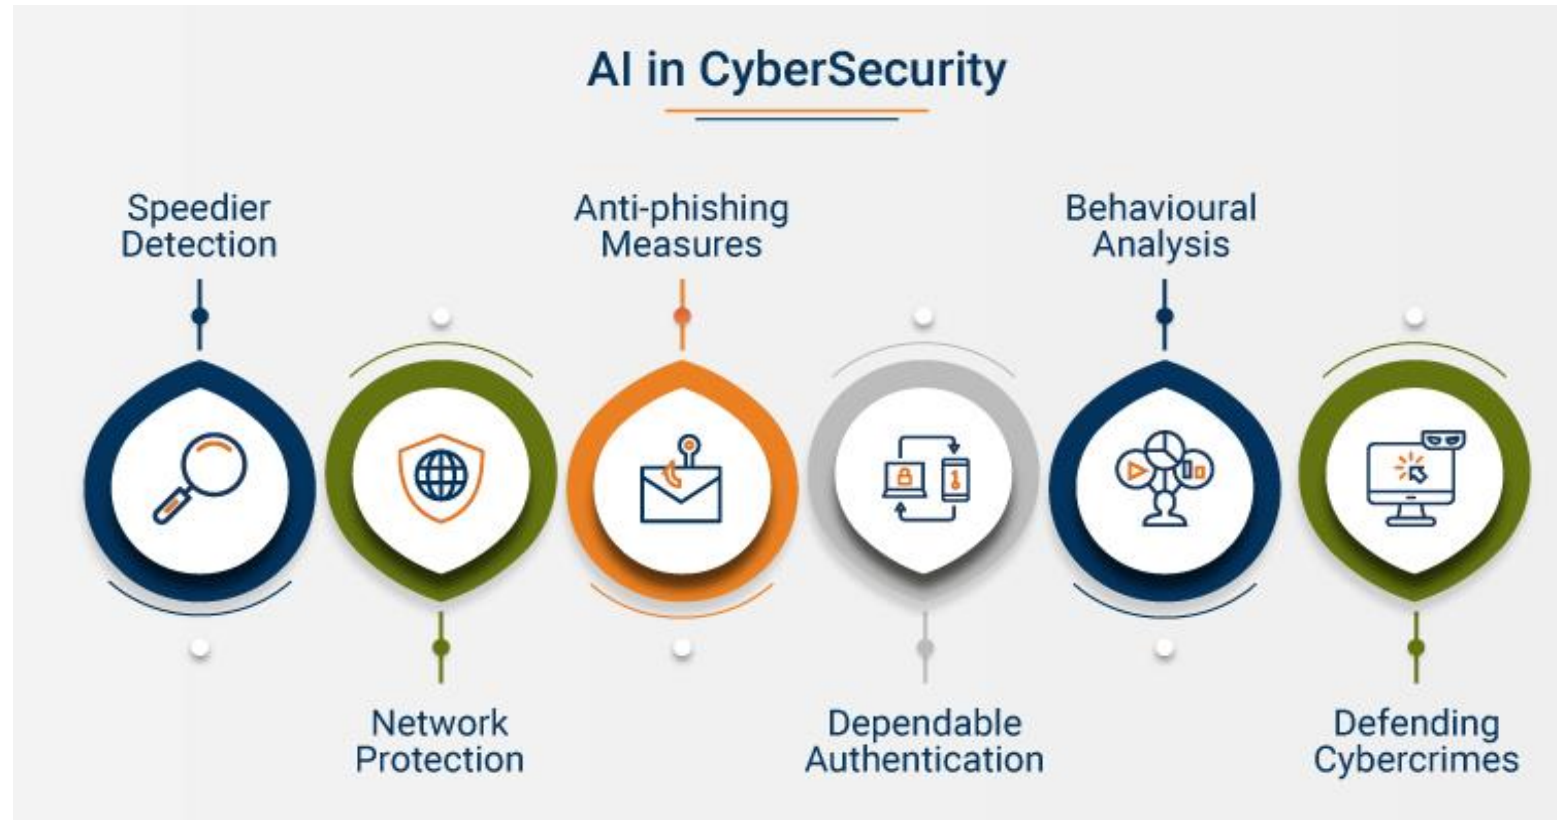 AI in CyberSecurity
Speedier
Detection
Network
Protection
Anti-phishing
Measures
Dependable
Authentication
Behavioural
Analysis
Defending
Cybercrimes